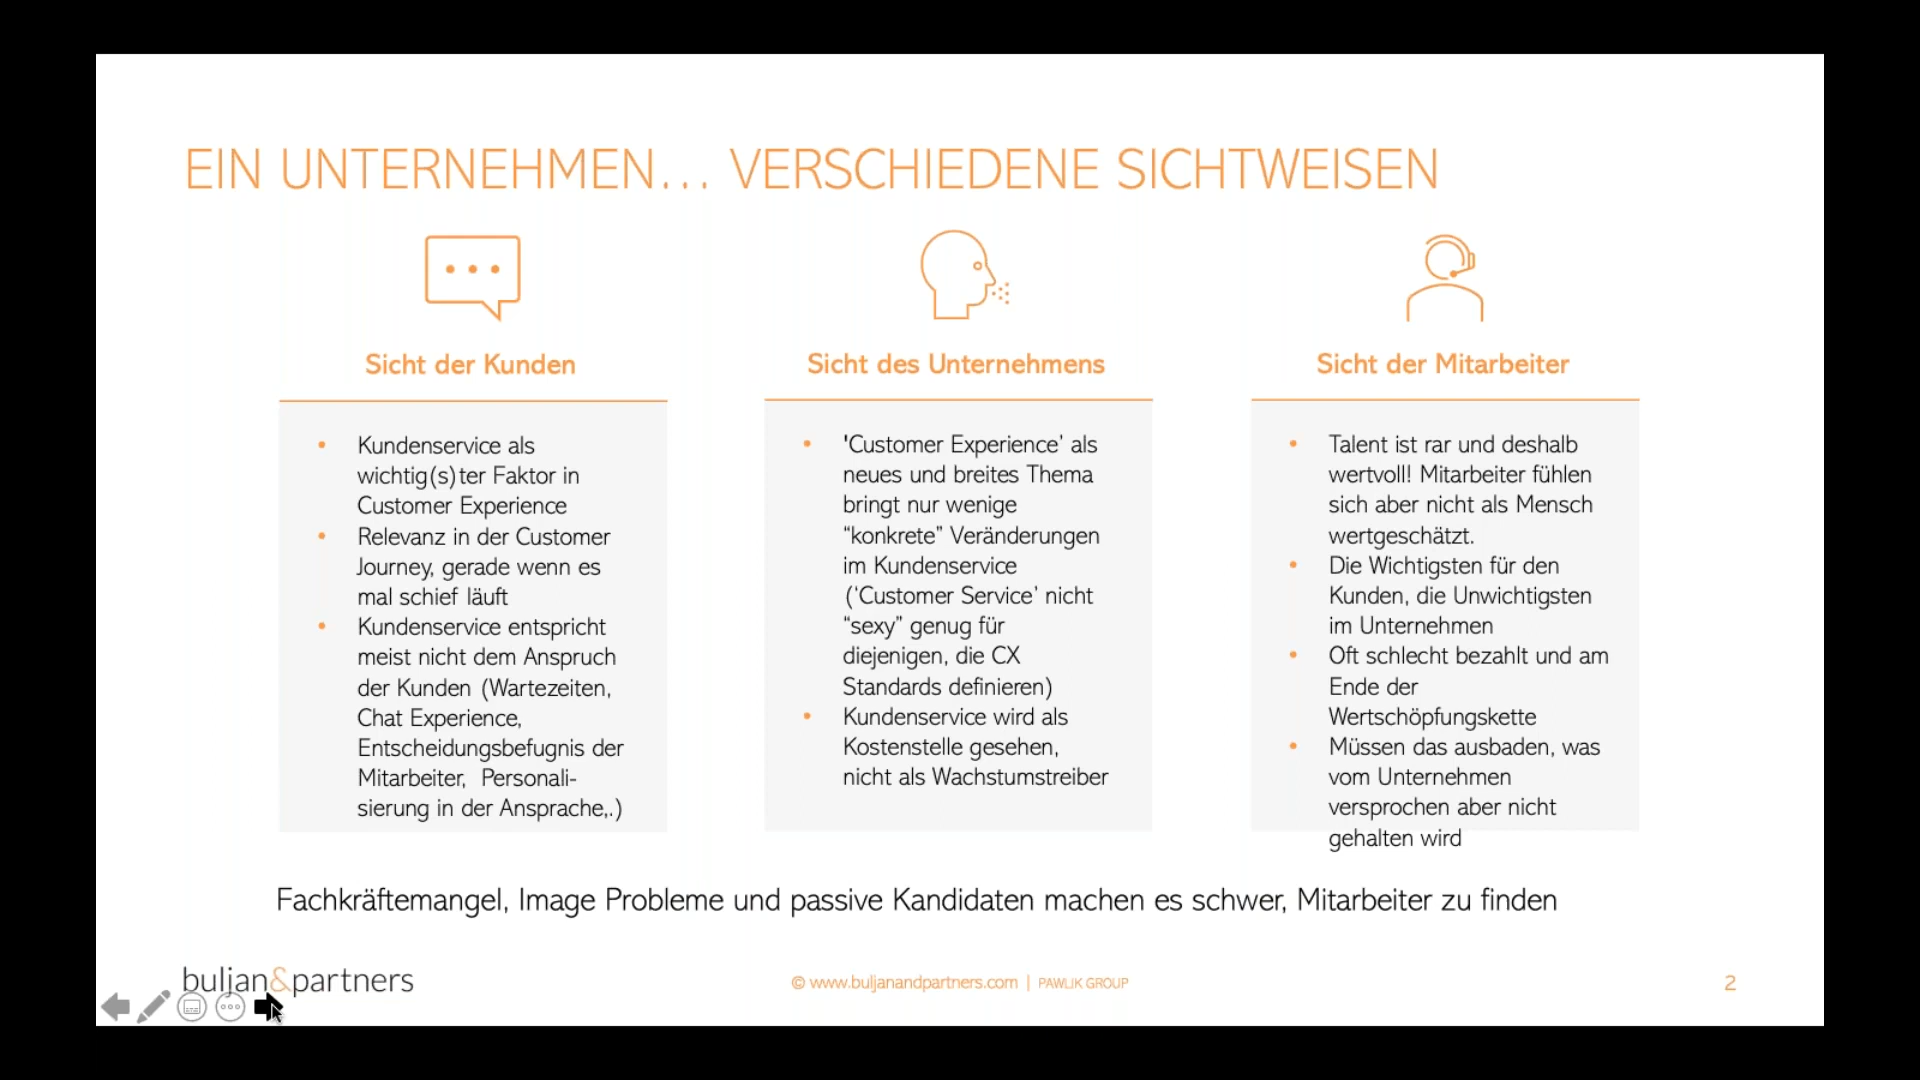 EIN UNTERNEHMEN... VERSCHIEDENE SICHTWEISEN
Sicht der Kunden
• Kundenservice als
wichtig(s)ter Faktor in
Customer Experience
• Relevanz in der Customer
Journey, gerade wenn es
mal schief läuft
• Kundenservice entspricht
meist nicht dem Anspruch
der Kunden (Wartezeiten,
Chat Experience,
Entscheidungsbefugnis der
Mitarbeiter, Personali-
sierung in der Ansprache,.)
Sicht des Unternehmens
• 'Customer Experience’ als
neues und breites Thema
bringt nur wenige
“konkrete” Veränderungen
im Kundenservice
(‘Customer Service’ nicht
“sexy” genug für
diejenigen, die CX
Standards definieren)
• Kundenservice wird als
Kostenstelle gesehen,
nicht als Wachstumstreiber
Sicht der Mitarbeiter
• Talent ist rar und deshalb
wertvoll! Mitarbeiter fühlen
sich aber nicht als Mensch
wertgeschätzt.
• Die Wichtigsten für den
Kunden, die Unwichtigsten
im Unternehmen
• Oft schlecht bezahlt und am
Ende der
Wertschöpfungskette
• Müssen das ausbaden, was
vom Unternehmen
versprochen aber nicht
gehalten wird
Fachkräftemangel, Image Probleme und passive Kandidaten machen es schwer, Mitarbeiter zu finden
buljan&partners
© www.buljanandpartners.com | PAWLIK GROUP
2